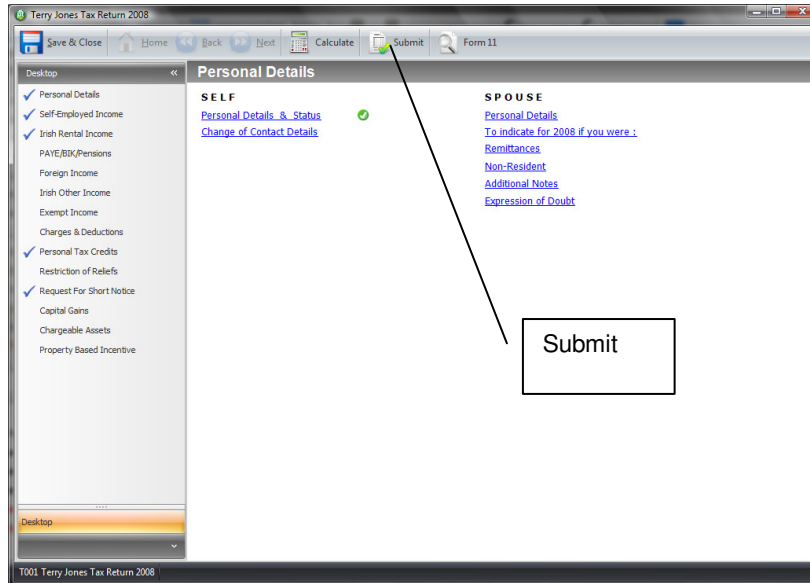 Terry Jones Tax Return 2008
Save & Close Home Back Next Calculate Submit Form 11
Desktop «
Personal Details
Self-Employed Income
Irish Rental Income
PAYE/BIK/Pensions
Foreign Income
Irish Other Income
Exempt Income
Charges & Deductions
Personal Tax Credits
Restriction of Reliefs
Request For Short Notice
Capital Gains
Chargeable Assets
Property Based Incentive
Desktop
Personal Details
SELF
Personal Details & Status
Change of Contact Details
SPOUSE
Personal Details
To indicate for 2008 if you were :
Remittances
Non-Resident
Additional Notes
Expression of Doubt
Submit
T001 Terry Jones Tax Return 2008